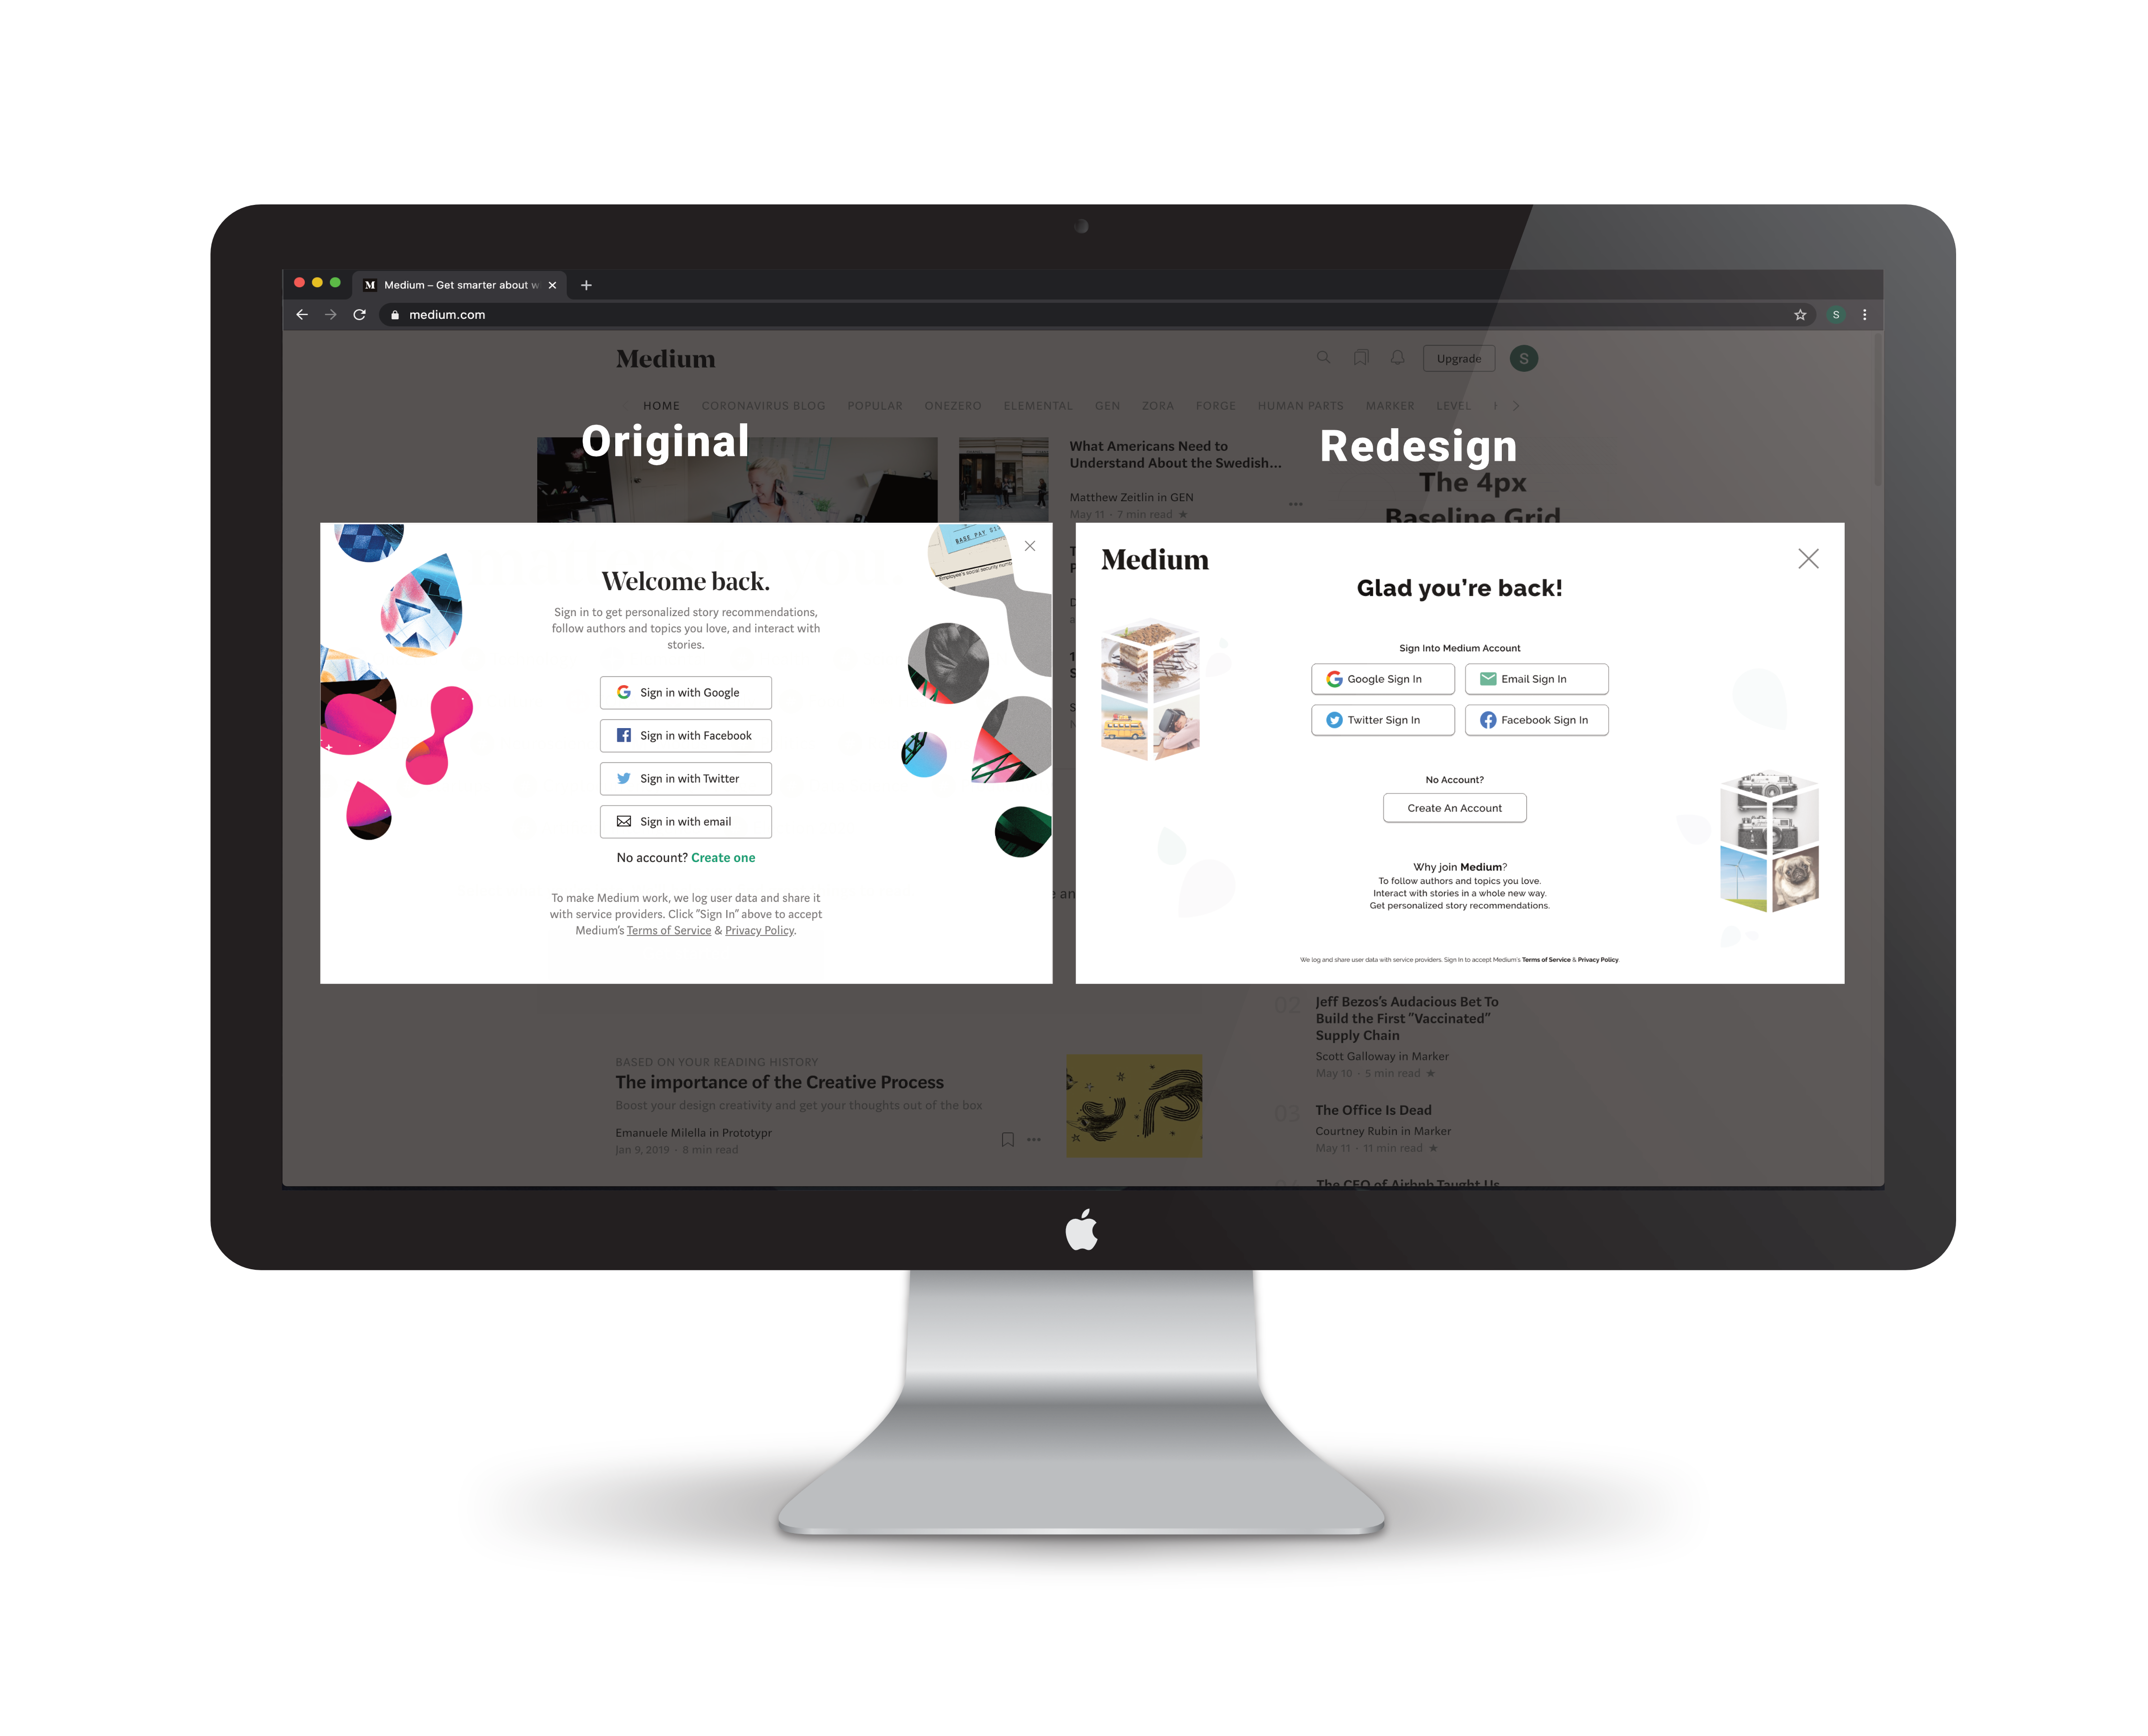 M Medium – Get smarter about w
medium.com
S
Medium
Upgrade
S
HOME CORONAVIRUS BLOG POPULAR ONEZERO ELEMENTAL GEN ZORA FORGE HUMAN PARTS MARKER LEVEL
Original
Redesign
What Americans Need to
Understand About the Swedish...
Matthew Zeitlin in GEN
May 11 · 7 min read ★
The 4px
Baseline Grid
BASE PAY
Employee's social security
Welcome back.
Sign in to get personalized story recommendations,
follow authors and topics you love, and interact with
stories.
Sign in with Google
Sign in with Facebook
Sign in with Twitter
Sign in with email
No account? Create one
To make Medium work, we log user data and share it
with service providers. Click “Sign In” above to accept
Medium’s Terms of Service & Privacy Policy.
Medium
Glad you’re back!
Sign Into Medium Account
Google Sign In
Email Sign In
Twitter Sign In
Facebook Sign In
No Account?
Create An Account
Why join Medium?
To follow authors and topics you love.
Interact with stories in a whole new way.
Get personalized story recommendations.
We log and share user data with service providers. Sign In to accept Medium's Terms of Service & Privacy Policy
BASED ON YOUR READING HISTORY
The importance of the Creative Process
Boost your design creativity and get your thoughts out of the box
Emanuele Milella in Prototypr
Jan 9, 2019 · 8 min read
02
Jeff Bezos’s Audacious Bet To
Build the First “Vaccinated”
Supply Chain
Scott Galloway in Marker
May 10 · 5 min read ★
03
The Office Is Dead
Courtney Rubin in Marker
May 11 · 11 min read ★
The CEO of Airbnb Taught Us